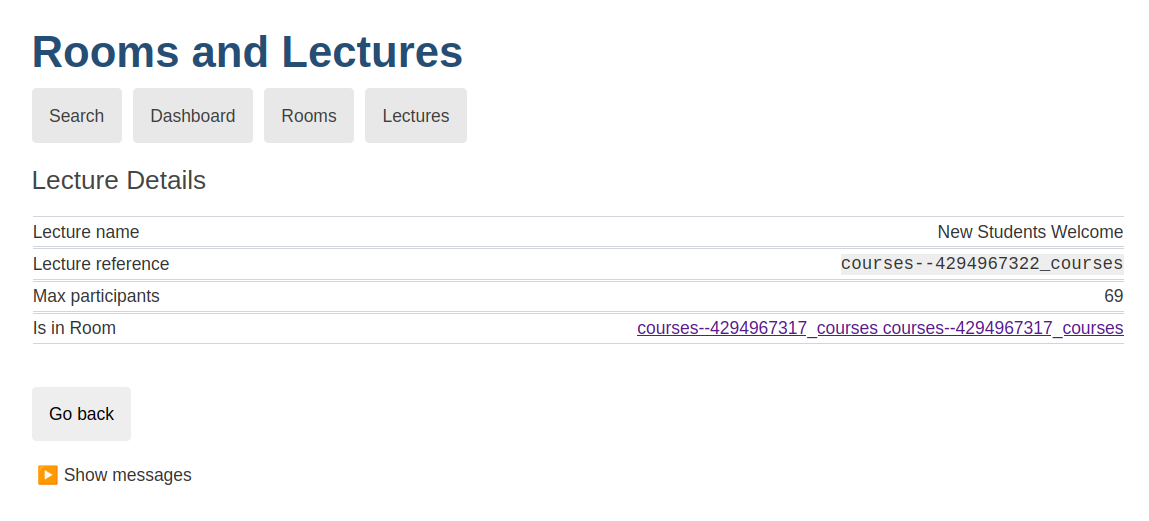 Rooms and Lectures
Search Dashboard Rooms Lectures
Lecture Details
Lecture name New Students Welcome
Lecture reference courses--4294967322_courses
Max participants 69
Is in Room courses--4294967317_courses courses--4294967317_courses
Go back
Show messages